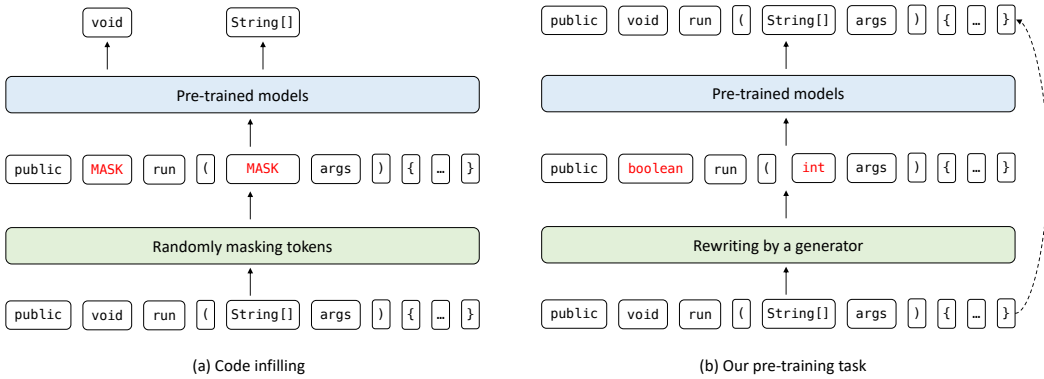 void String[]
Pre-trained models
public MASK run ( MASK args ) { … }
Randomly masking tokens
public void run ( String[] args ) { … }
(a) Code infilling
public void run ( String[] args ) { … }
Pre-trained models
public boolean run ( int args ) { … }
Rewriting by a generator
public void run ( String[] args ) { … }
(b) Our pre-training task